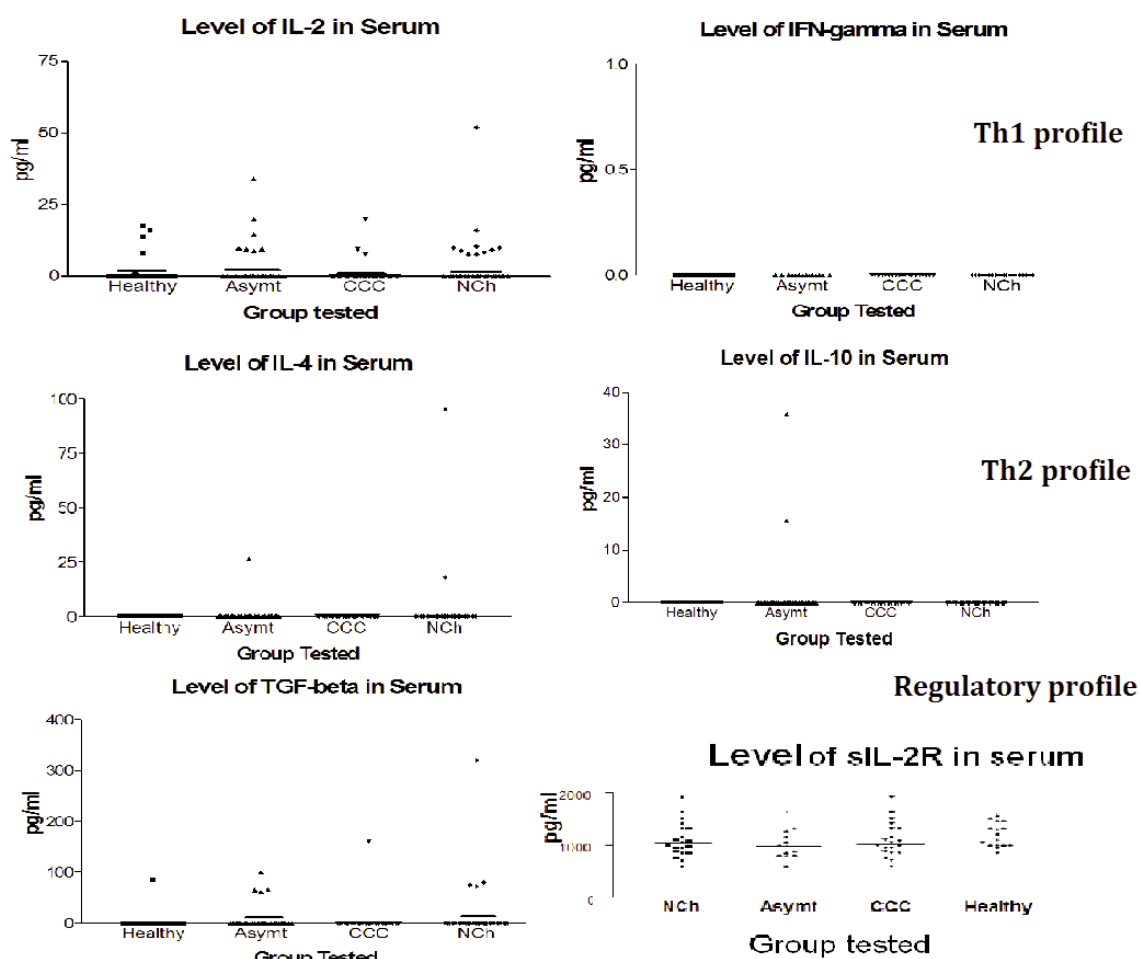 Level of IL-2 in Serum
75
50
25
0
pg/ml
Healthy Asymt CCC NCh
Group tested
Level of IFN-gamma in Serum
1.0
0.5
0.0
pg/ml
Healthy Asymt CCC NCh
Group Tested
Th1 profile
Level of IL-4 in Serum
100
75
50
25
0
pg/ml
Healthy Asymt CCC NCh
Group Tested
Level of IL-10 in Serum
40
30
20
10
0
pg/ml
Healthy Asymt CCC NCh
Group Tested
Th2 profile
Level of TGF-beta in Serum
400
300
200
100
0
pg/ml
Healthy Asymt CCC NCh
Group Tested
Regulatory profile
Level of sIL-2R in serum
2000
1000
0
pg/ml
NCh Asymt CCC Healthy
Group tested